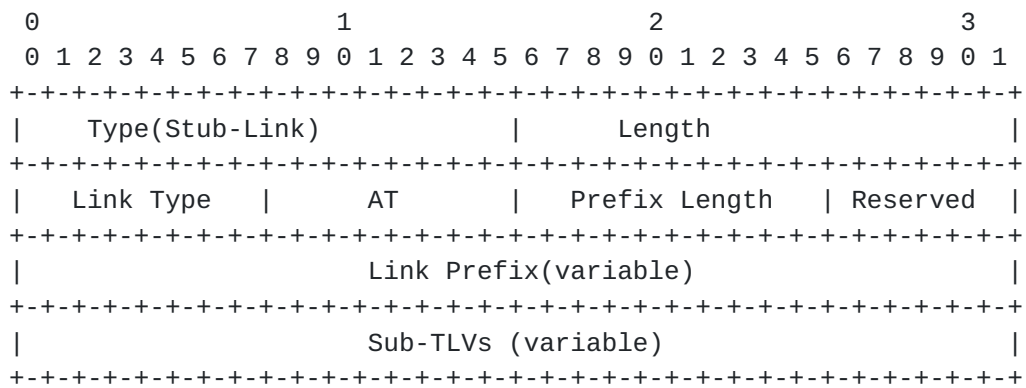 0                   1                   2                   3
 0 1 2 3 4 5 6 7 8 9 0 1 2 3 4 5 6 7 8 9 0 1 2 3 4 5 6 7 8 9 0 1
+-+-+-+-+-+-+-+-+-+-+-+-+-+-+-+-+-+-+-+-+-+-+-+-+-+-+-+-+-+-+-+-+
|    Type(Stub-Link)            |      Length                   |
+-+-+-+-+-+-+-+-+-+-+-+-+-+-+-+-+-+-+-+-+-+-+-+-+-+-+-+-+-+-+-+-+
|   Link Type   |      AT       |   Prefix Length   | Reserved  |
+-+-+-+-+-+-+-+-+-+-+-+-+-+-+-+-+-+-+-+-+-+-+-+-+-+-+-+-+-+-+-+-+
|                      Link Prefix(variable)                    |
+-+-+-+-+-+-+-+-+-+-+-+-+-+-+-+-+-+-+-+-+-+-+-+-+-+-+-+-+-+-+-+-+
|                      Sub-TLVs (variable)                      |
+-+-+-+-+-+-+-+-+-+-+-+-+-+-+-+-+-+-+-+-+-+-+-+-+-+-+-+-+-+-+-+-+